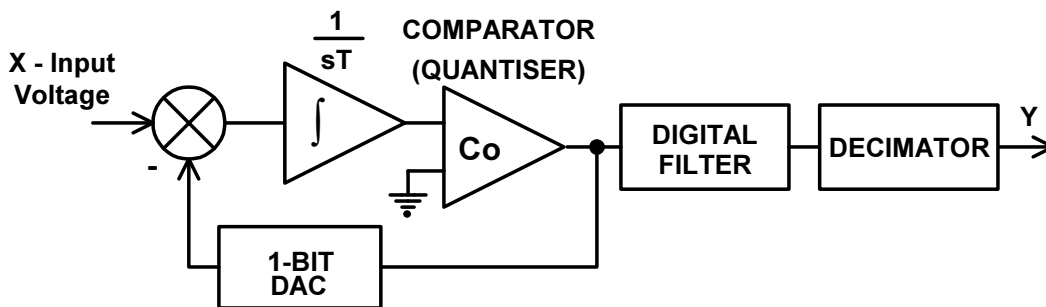 X - Input
Voltage
1
sT
COMPARATOR
(QUANTISER)
∫
Co
-
DIGITAL
FILTER
DECIMATOR
Y
1-BIT
DAC